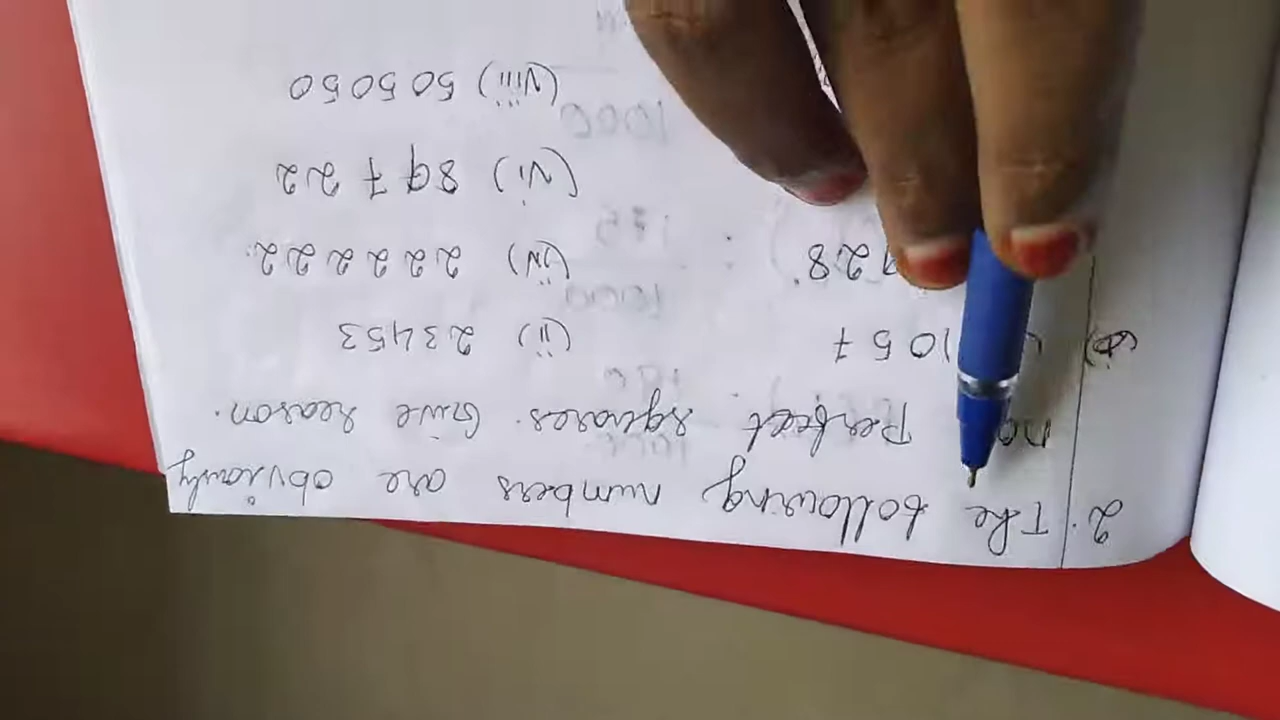 2. The following numbers are obviously
no perfect squares. Give reason.
1057 (ii) 23453
928. (iv) 222222.
(vi) 89722
(viii) 505050